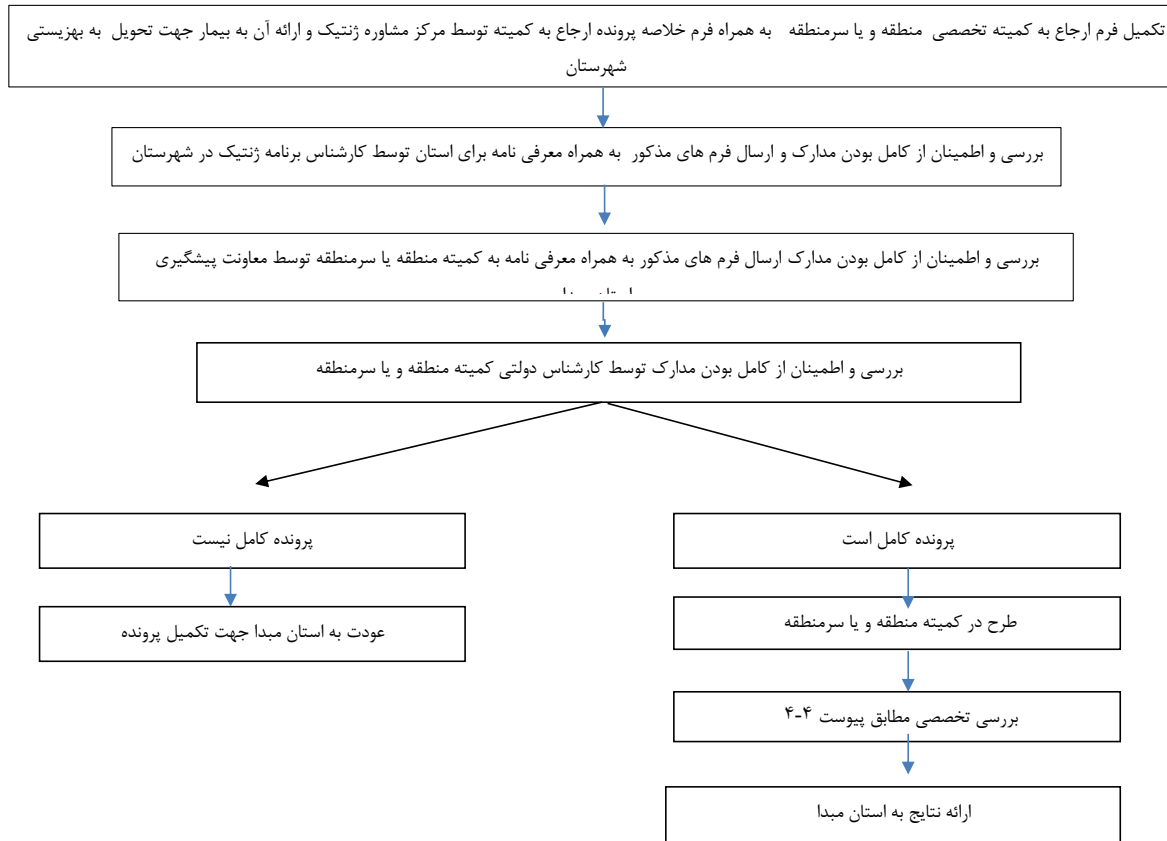 تکمیل فرم ارجاع به کمیته تخصصی منطقه و یا سرمنطقه به همراه فرم خلاصه پرونده ارجاع به کمیته توسط مرکز مشاوره ژنتیک و ارائه آن به بیمار جهت تحویل به بهزیستی
شهرستان
بررسی و اطمینان از کامل بودن مدارک و ارسال فرم های مذکور به همراه معرفی نامه برای استان توسط کارشناس برنامه ژنتیک در شهرستان
بررسی و اطمینان از کامل بودن مدارک ارسال فرم های مذکور به همراه معرفی نامه به کمیته منطقه یا سرمنطقه توسط معاونت پیشگیری
بررسی و اطمینان از کامل بودن مدارک توسط کارشناس دولتی کمیته منطقه و یا سرمنطقه
پرونده کامل است
طرح در کمیته منطقه و یا سرمنطقه
بررسی تخصصی مطابق پیوست ۴-۴
ارائه نتایج به استان مبدا
پرونده کامل نیست
عودت به استان مبدا جهت تکمیل پرونده